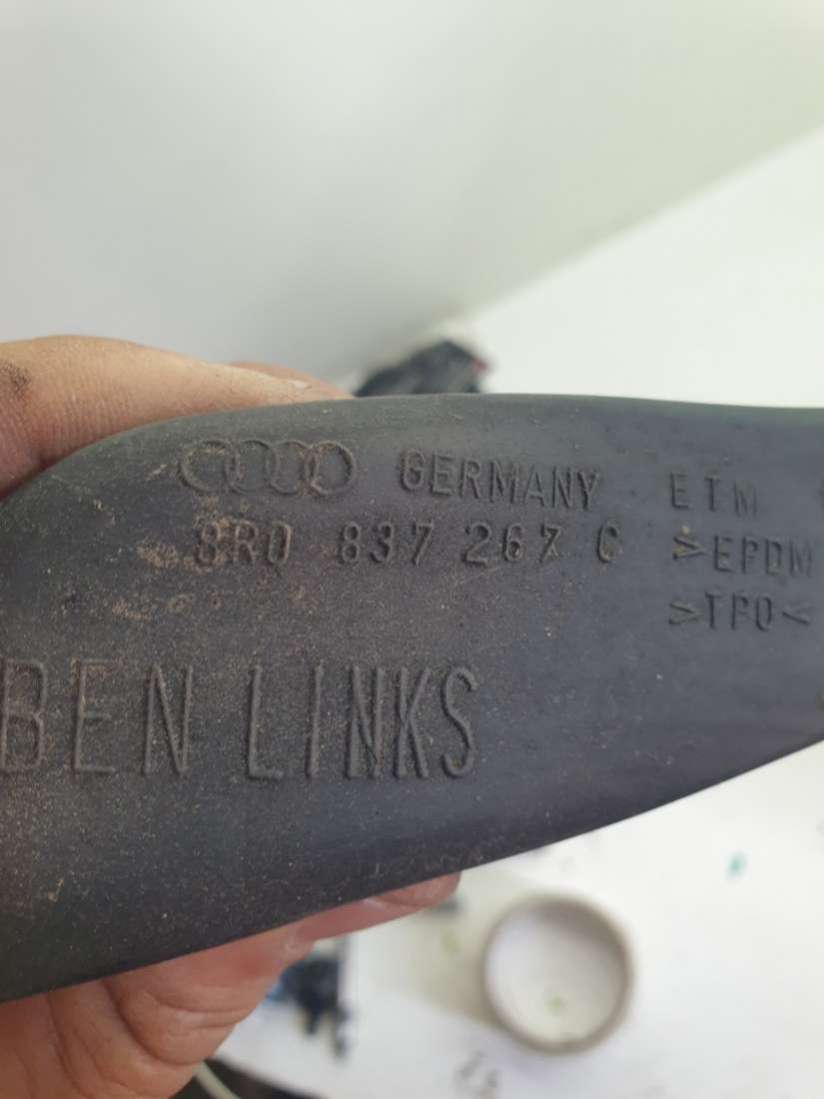 GERMANY ETM
8R0 837 267 C >EPDM
>TPO<
BEN LINKS